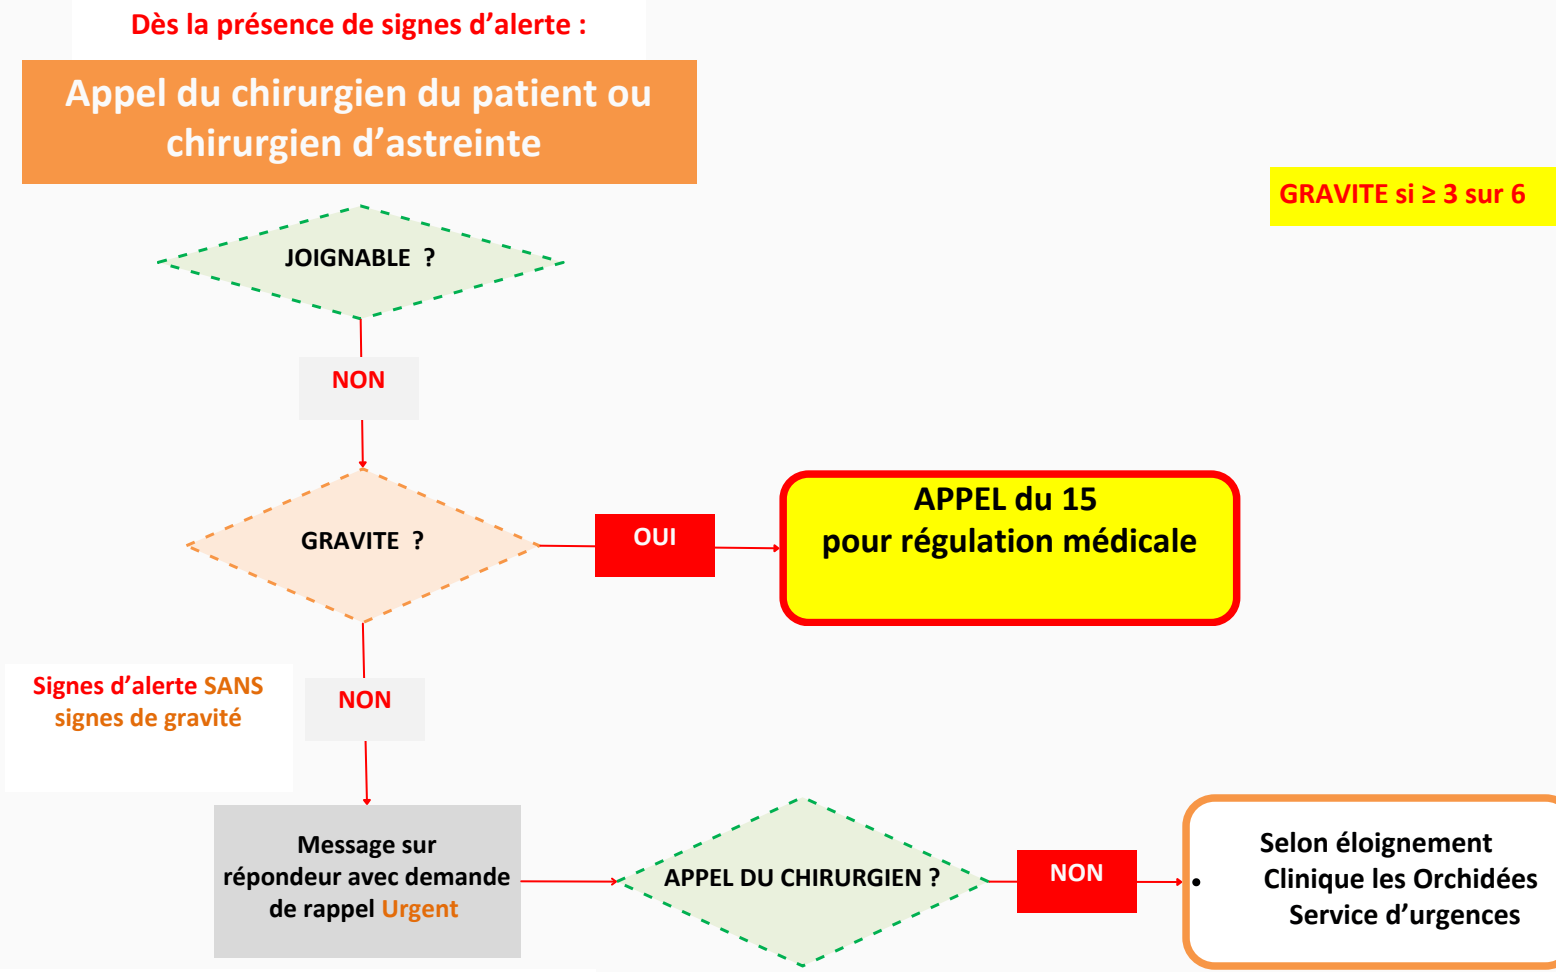 Dès la présence de signes d’alerte :
Appel du chirurgien du patient ou
chirurgien d’astreinte
GRAVITE si ≥ 3 sur 6
JOIGNABLE ?
NON
GRAVITE ?
OUI
APPEL du 15
pour régulation médicale
Signes d’alerte SANS
signes de gravité
NON
Message sur
répondeur avec demande
de rappel Urgent
APPEL DU CHIRURGIEN ?
NON
Selon éloignement
• Clinique les Orchidées
Service d’urgences